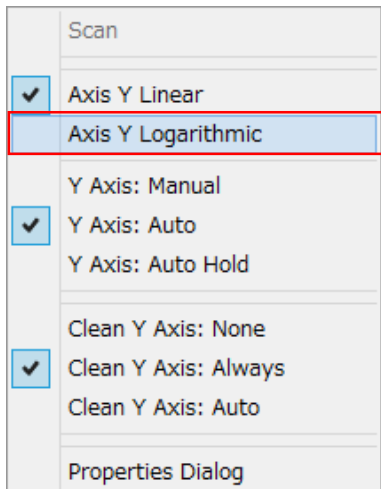 Scan
Axis Y Linear
Axis Y Logarithmic
Y Axis: Manual
Y Axis: Auto
Y Axis: Auto Hold
Clean Y Axis: None
Clean Y Axis: Always
Clean Y Axis: Auto
Properties Dialog